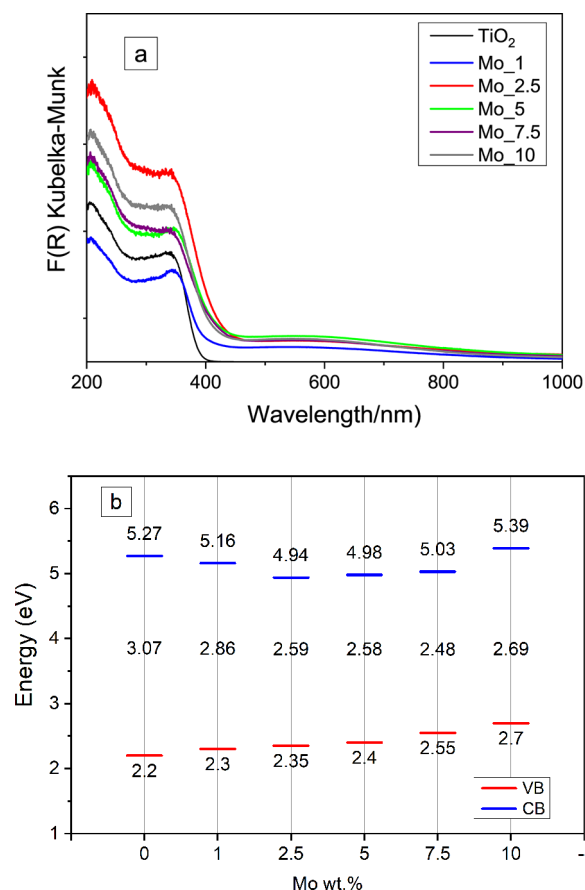 a
TiO2
Mo_1
Mo_2.5
Mo_5
Mo_7.5
Mo_10
F(R) Kubelka-Munk
200 400 600 800 1000
Wavelength/nm)
b
6
5
4
3
2
1
Energy (eV)
5.27 5.16 4.94 4.98 5.03 5.39
3.07 2.86 2.59 2.58 2.48 2.69
2.2 2.3 2.35 2.4 2.55 2.7
VB
CB
0 1 2.5 5 7.5 10 -
Mo wt.%